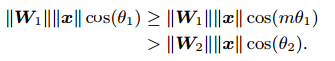 ‖W₁‖‖x‖ cos(θ₁) ≥ ‖W₁‖‖x‖ cos(mθ₁)
> ‖W₂‖‖x‖ cos(θ₂).